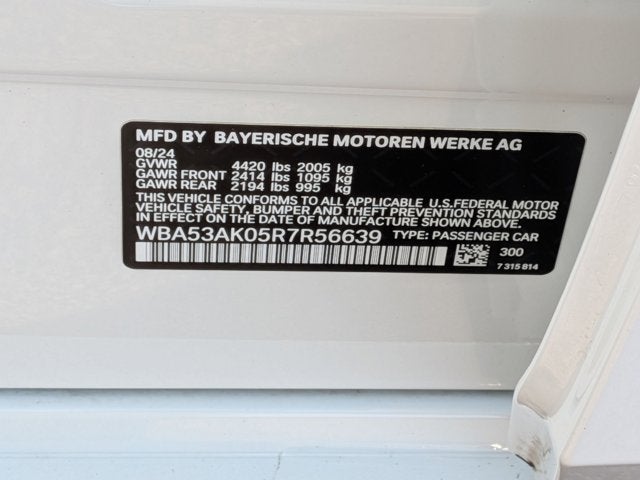 MFD BY BAYERISCHE MOTOREN WERKE AG
08/24
GVWR 4420 lbs 2005 kg
GAWR FRONT 2414 lbs 1095 kg
GAWR REAR 2194 lbs 995 kg
THIS VEHICLE CONFORMS TO ALL APPLICABLE U.S.FEDERAL MOTOR
VEHICLE SAFETY, BUMPER AND THEFT PREVENTION STANDARDS
IN EFFECT ON THE DATE OF MANUFACTURE SHOWN ABOVE.
WBA53AK05R7R56639 TYPE: PASSENGER CAR
300
7 315 814